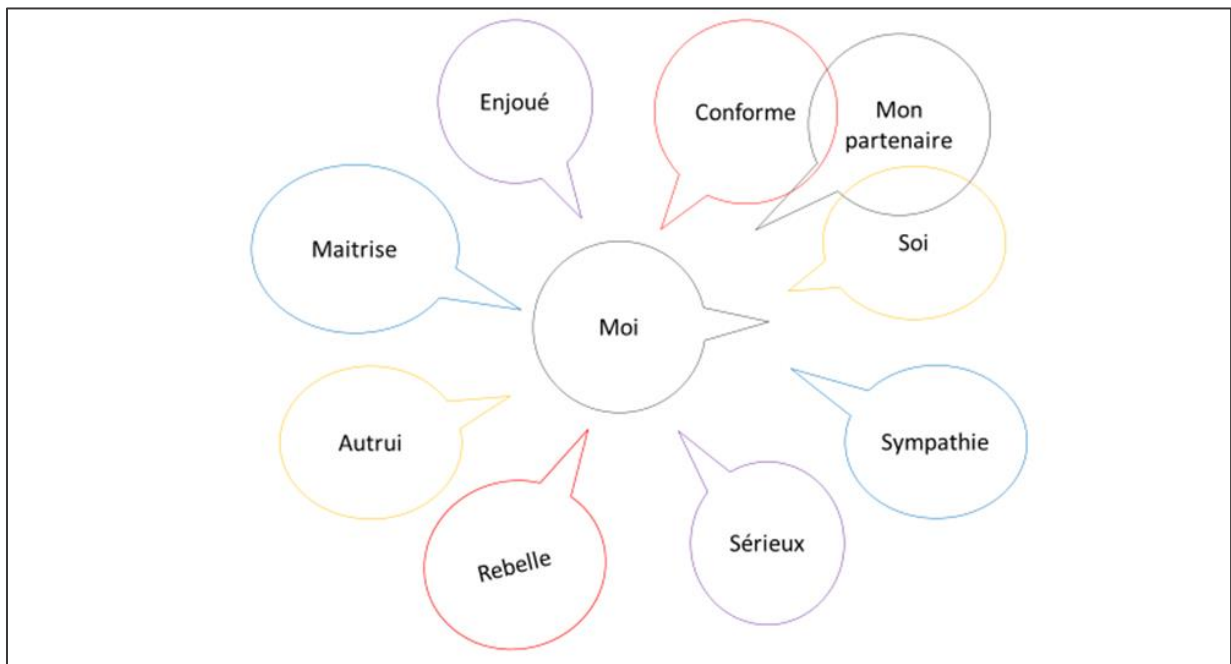 Enjoué
Conforme
Mon
partenaire
Maitrise
Soi
Moi
Autrui
Sympathie
Rebelle
Sérieux